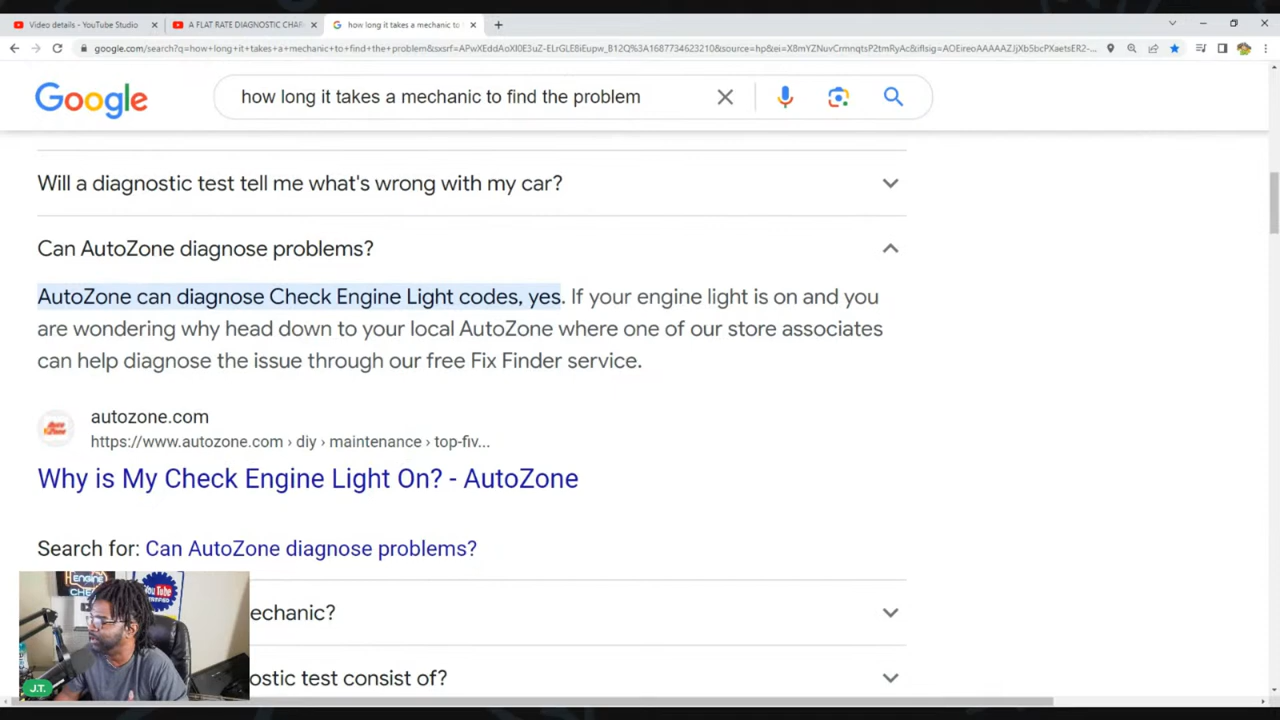 Video details - YouTube Studio
A FLAT RATE DIAGNOSTIC CHAR
how long it takes a mechanic to
Google
how long it takes a mechanic to find the problem
Will a diagnostic test tell me what's wrong with my car?
Can AutoZone diagnose problems?
AutoZone can diagnose Check Engine Light codes, yes. If your engine light is on and you
are wondering why head down to your local AutoZone where one of our store associates
can help diagnose the issue through our free Fix Finder service.
autozone.com
https://www.autozone.com › diy › maintenance › top-fiv...
Why is My Check Engine Light On? - AutoZone
Search for: Can AutoZone diagnose problems?
echanic?
ostic test consist of?
ENGINE
CHE
You
J.T.